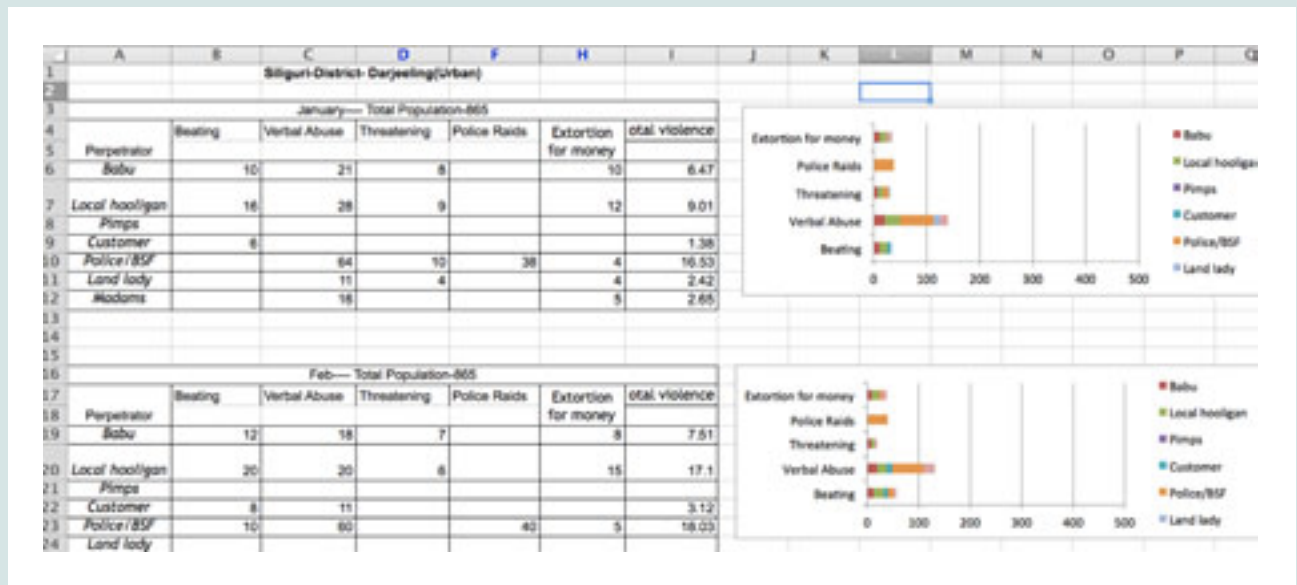 A B C D F H I J K L M N O P Q
1 Siliguri-District- Darjeeling(Urban)
2
3 January---- Total Population-865
4 Beating Verbal Abuse Threatening Police Raids Extortion otal violence
5 Perpetrator for money
6 Babu 10 21 8 10 6.47
7 Local hooligan 16 28 9 12 9.01
8 Pimps
9 Customer 6 1.38
10 Police/BSF 64 10 38 4 16.53
11 Land lady 11 4 4 2.42
12 Madams 16 5 2.65
13
14
15
16 Feb---- Total Population-865
17 Beating Verbal Abuse Threatening Police Raids Extortion otal violence
18 Perpetrator for money
19 Babu 12 18 7 8 7.51
20 Local hooligan 20 20 6 15 17.1
21 Pimps
22 Customer 8 11 3.12
23 Police/BSF 10 60 40 5 18.03
24 Land lady
Extortion for money
Police Raids
Threatening
Verbal Abuse
Beating
0 100 200 300 400 500
Babu
Local hooligan
Pimps
Customer
Police/BSF
Land lady
Extortion for money
Police Raids
Threatening
Verbal Abuse
Beating
0 100 200 300 400 500
Babu
Local hooligan
Pimps
Customer
Police/BSF
Land lady